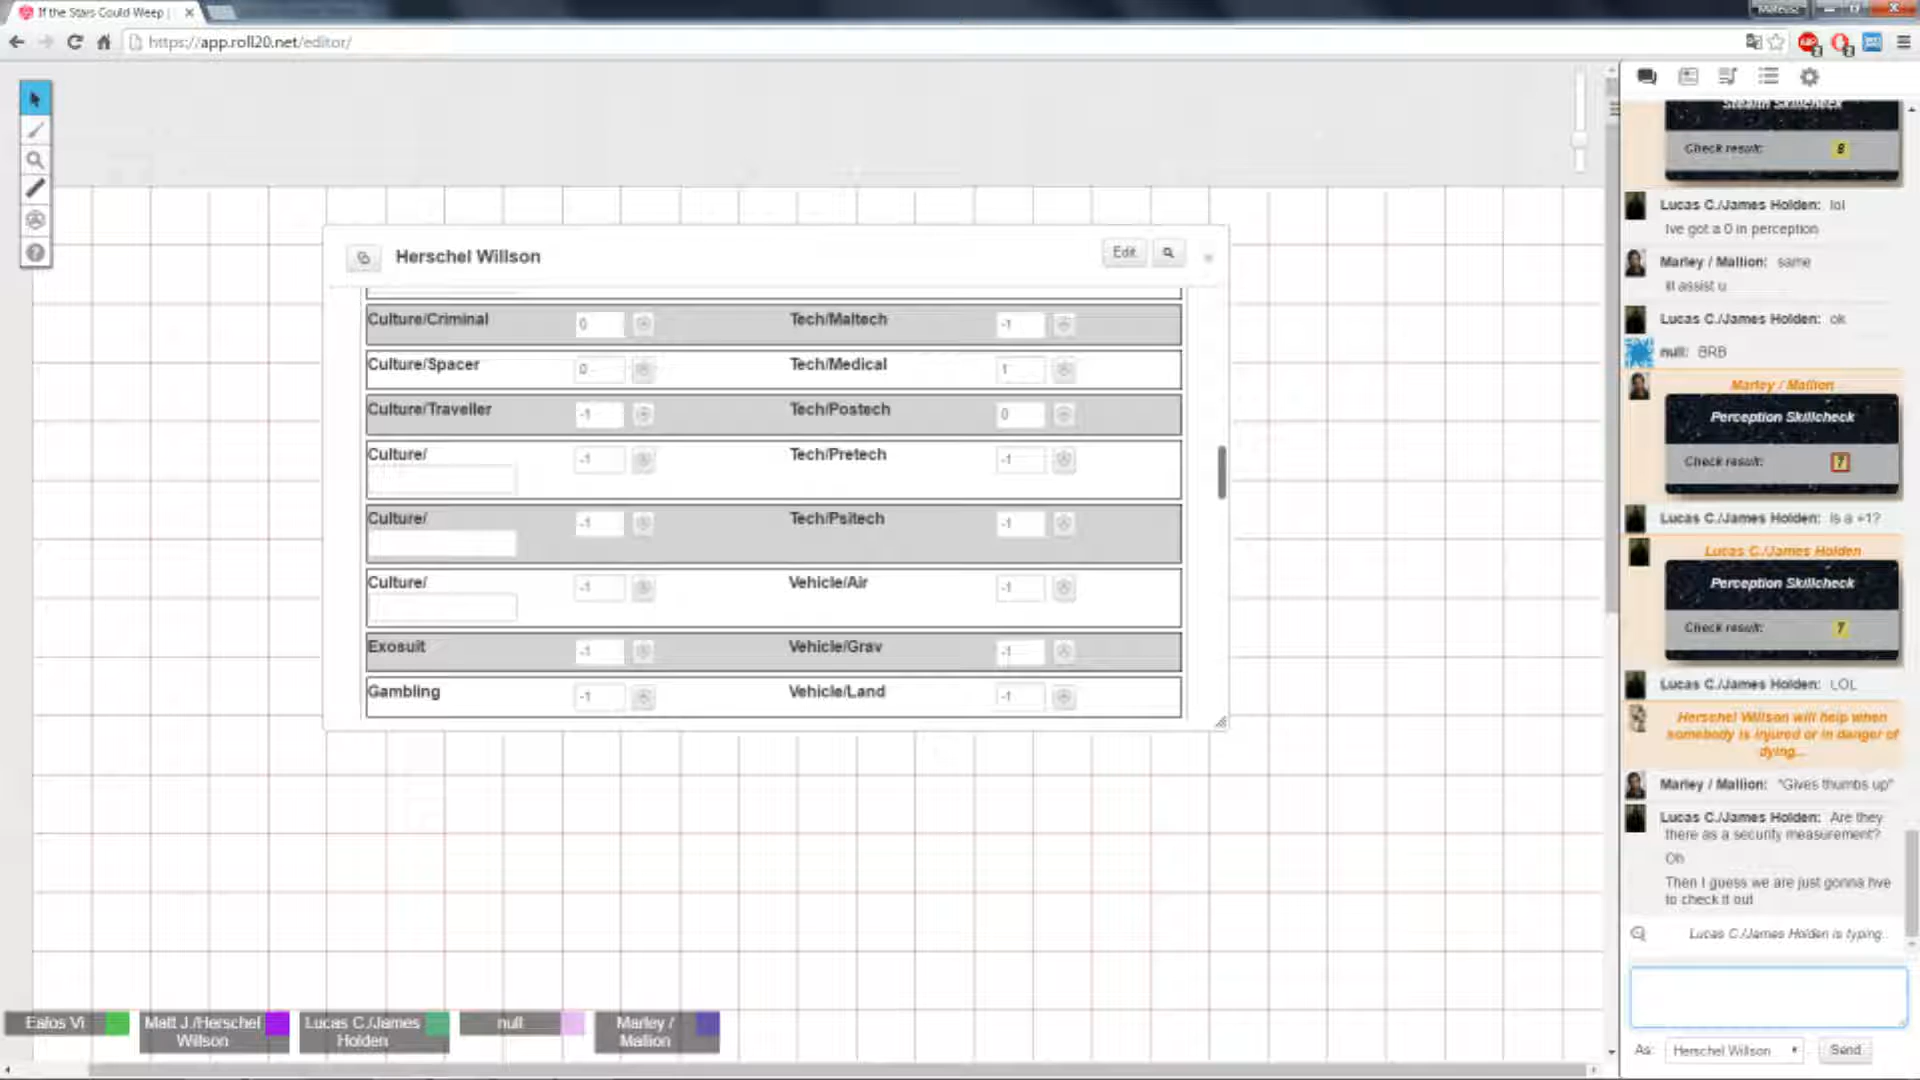 If the Stars Could Weep |
Mateusz
https://app.roll20.net/editor/
Herschel Willson
Edit
Culture/Criminal 0 Tech/Maltech -1
Culture/Spacer 0 Tech/Medical 1
Culture/Traveller -1 Tech/Postech 0
Culture/ -1 Tech/Pretech -1
Culture/ -1 Tech/Psitech -1
Culture/ -1 Vehicle/Air -1
Exosuit -1 Vehicle/Grav -1
Gambling -1 Vehicle/Land -1
Stealth Skillcheck
Check result: 8
Lucas C./James Holden: lol
Ive got a 0 in perception
Marley / Mallion: same
ill assist u
Lucas C./James Holden: ok
null: BRB
Marley / Mallion
Perception Skillcheck
Check result: 7
Lucas C./James Holden: is a +1?
Lucas C./James Holden
Perception Skillcheck
Check result: 7
Lucas C./James Holden: LOL
Herschel Willson will help when
somebody is injured or in danger of
dying...
Marley / Mallion: *Gives thumbs up*
Lucas C./James Holden: Are they
there as a security measurement?
Oh
Then I guess we are just gonna hve
to check it out
Lucas C./James Holden is typing..
As: Herschel Willson
Send
Ealos Vi
Matt J./Herschel
Willson
Lucas C./James
Holden
null
Marley /
Mallion